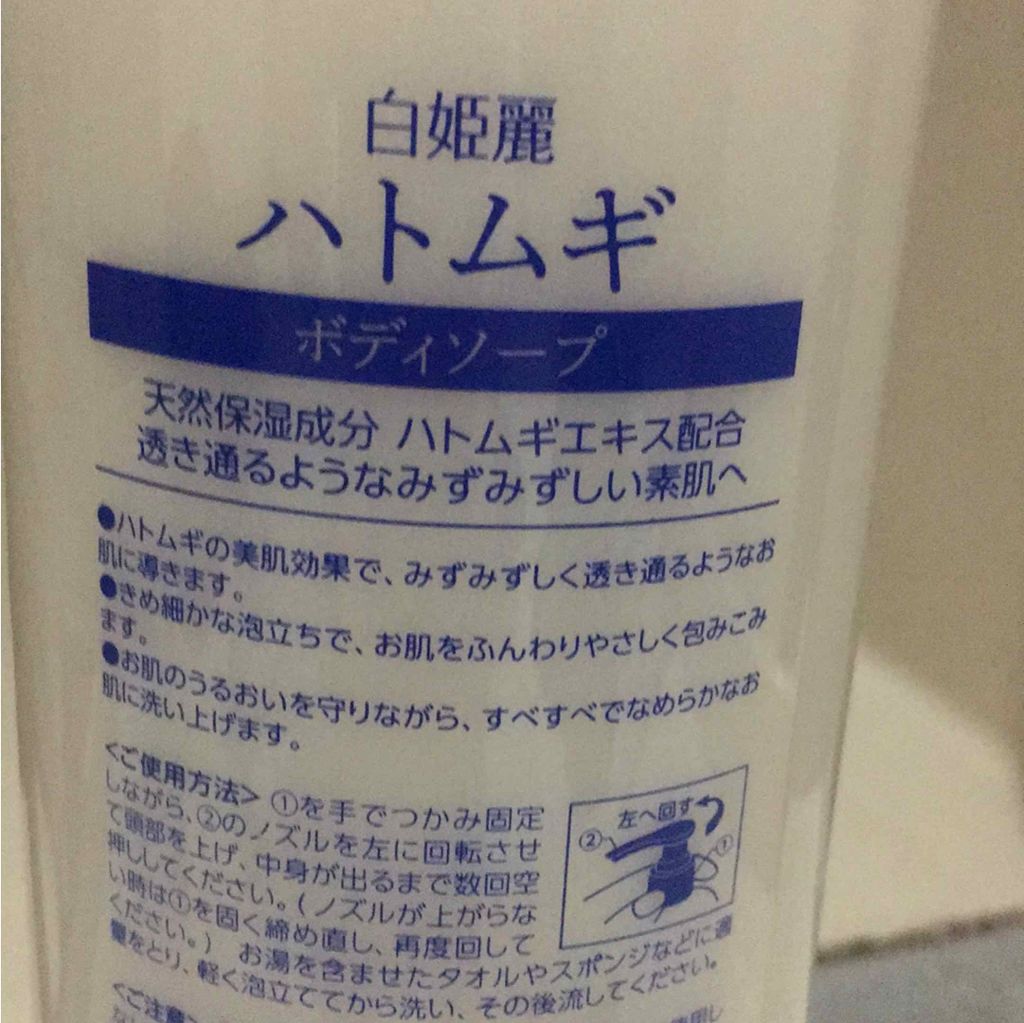 白姫麗
ハトムギ
ボディソープ
天然保湿成分 ハトムギエキス配合
透き通るようなみずみずしい素肌へ
●ハトムギの美肌効果で、みずみずしく透き通るようなお
肌に導きます。
●きめ細かな泡立ちで、お肌をふんわりやさしく包みこみ
ます。
●お肌のうるおいを守りながら、すべすべでなめらかなお
肌に洗い上げます。
<ご使用方法> ①を手でつかみ固定
しながら、②のノズルを左に回転させ
て頭部を上げ、中身が出るまで数回空
押ししてください。(ノズルが上がらな
い時は①を固く締め直し、再度回して
ください。) お湯を含ませたタオルやスポンジなどに適
量をとり、軽く泡立ててから洗い、その後流してください。
左へ回す
②
①
<ご注意>